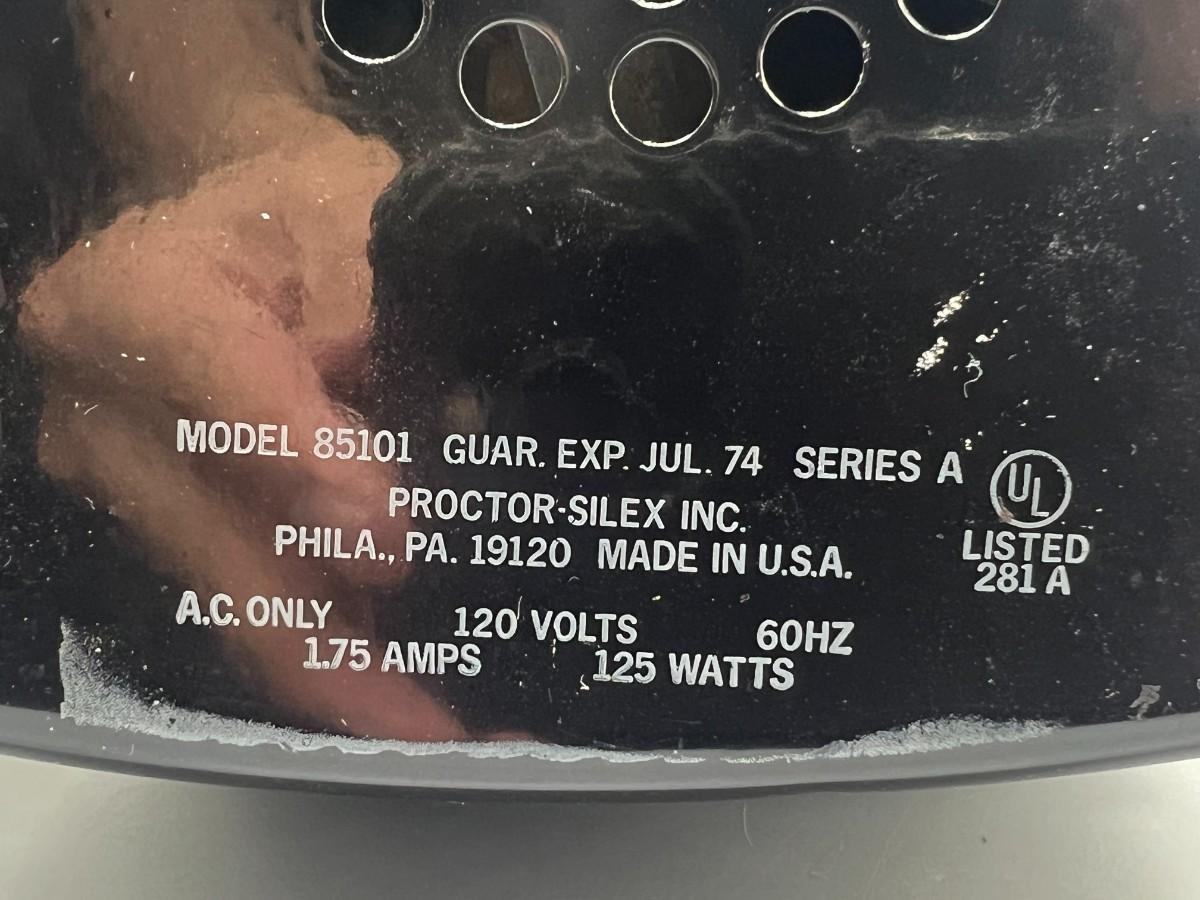 MODEL 85101 GUAR. EXP. JUL. 74 SERIES A
UL
PROCTOR-SILEX INC.
PHILA., PA. 19120 MADE IN U.S.A.
LISTED
281 A
A.C. ONLY 120 VOLTS 60HZ
1.75 AMPS 125 WATTS